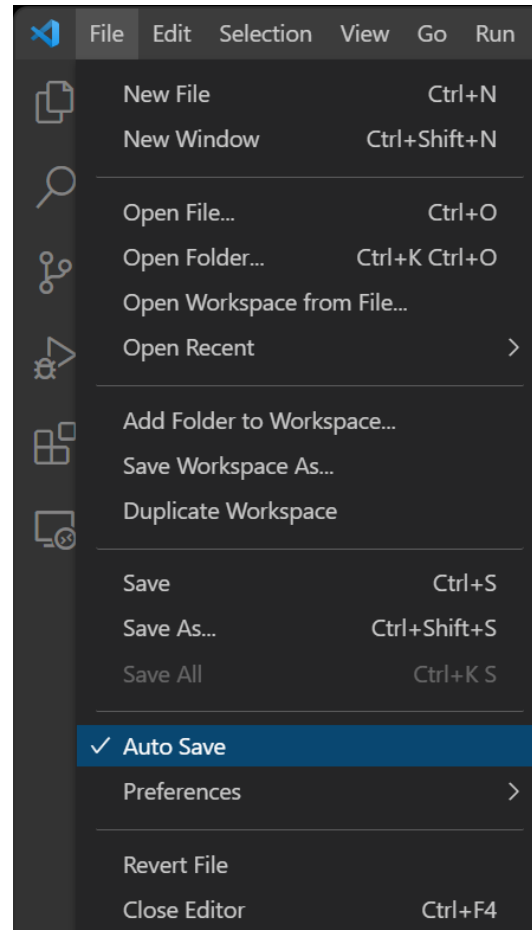 File Edit Selection View Go Run
New File Ctrl+N
New Window Ctrl+Shift+N
Open File... Ctrl+O
Open Folder... Ctrl+K Ctrl+O
Open Workspace from File...
Open Recent
Add Folder to Workspace...
Save Workspace As...
Duplicate Workspace
Save Ctrl+S
Save As... Ctrl+Shift+S
Save All Ctrl+K S
Auto Save
Preferences
Revert File
Close Editor Ctrl+F4